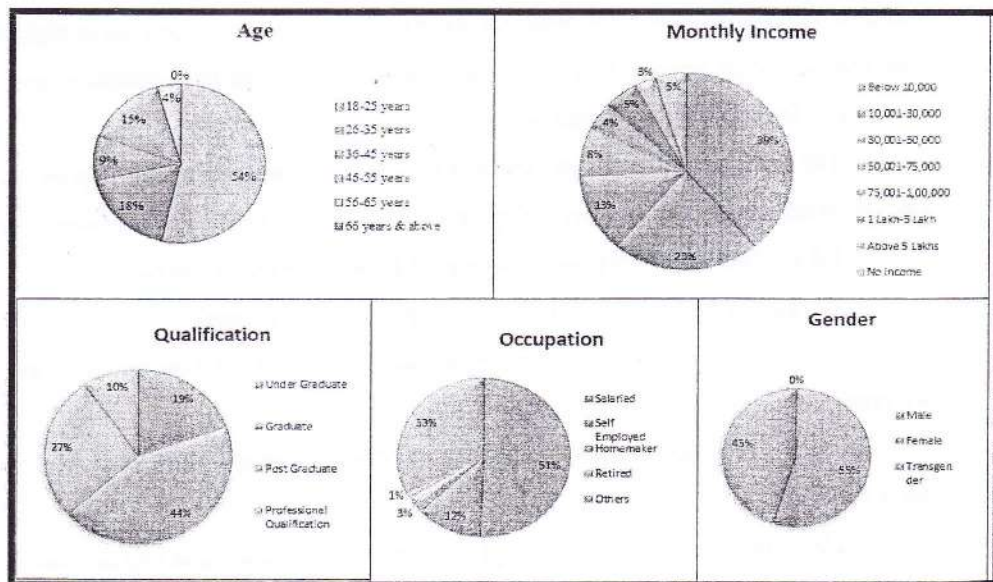 Age
0%
4%
15%
9%
18%
54%
18-25 years
26-35 years
36-45 years
46-55 years
56-65 years
66 years & above
Monthly Income
3%
5%
5%
4%
8%
13%
23%
39%
Below 10,000
10,001-30,000
30,001-50,000
50,001-75,000
75,001-1,00,000
1 Lakh-5 Lakh
Above 5 Lakhs
No Income
Qualification
10%
19%
27%
44%
Under Graduate
Graduate
Post Graduate
Professional
Qualification
Occupation
33%
51%
1%
3%
12%
Salaried
Self
Employed
Homemaker
Retired
Others
Gender
0%
45%
55%
Male
Female
Transgen
der